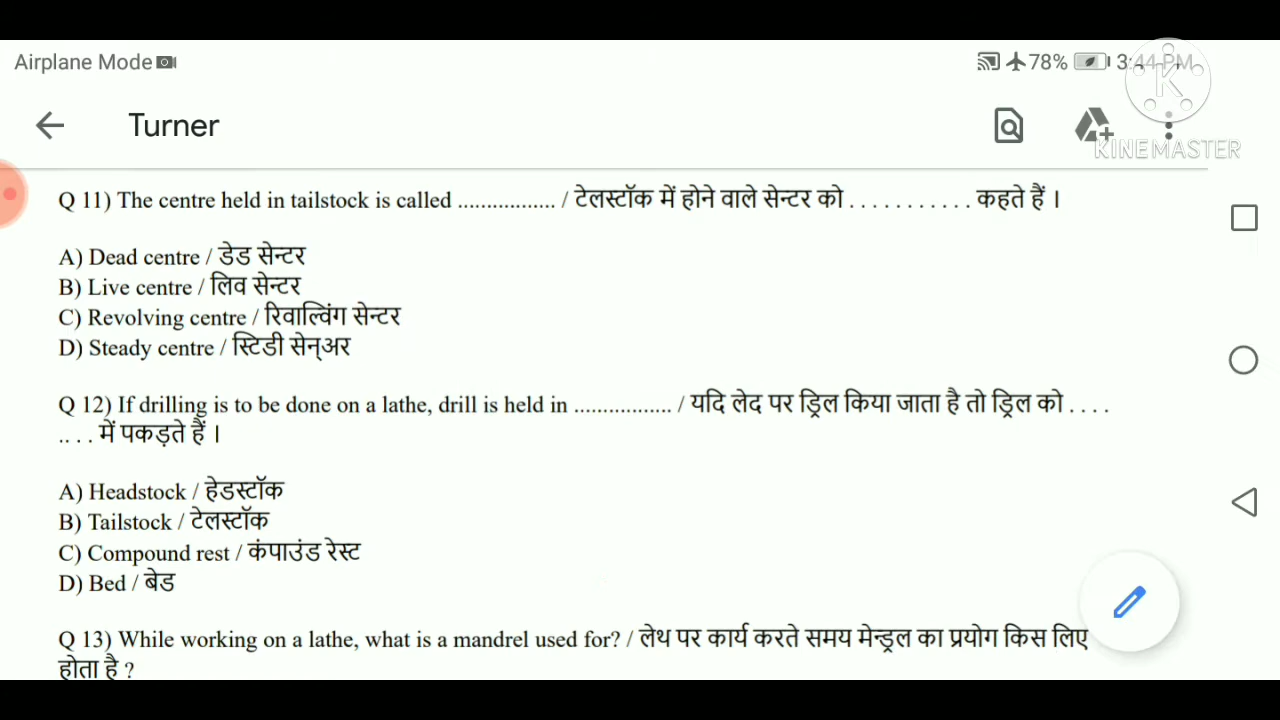 Airplane Mode 78% 3:44 PM
Turner
KINEMASTER
Q 11) The centre held in tailstock is called ................. / टेलस्टॉक में होने वाले सेन्टर को . . . . . . . . . . . कहते हैं ।
A) Dead centre / डेड सेन्टर
B) Live centre / लिव सेन्टर
C) Revolving centre / रिवाल्विंग सेन्टर
D) Steady centre / स्टिडी सेन्अर
Q 12) If drilling is to be done on a lathe, drill is held in ................. / यदि लेद पर ड्रिल किया जाता है तो ड्रिल को . . . .
.. . . में पकड़ते हैं ।
A) Headstock / हेडस्टॉक
B) Tailstock / टेलस्टॉक
C) Compound rest / कंपाउंड रेस्ट
D) Bed / बेड
Q 13) While working on a lathe, what is a mandrel used for? / लेथ पर कार्य करते समय मेन्ड्रल का प्रयोग किस लिए
होता है ?